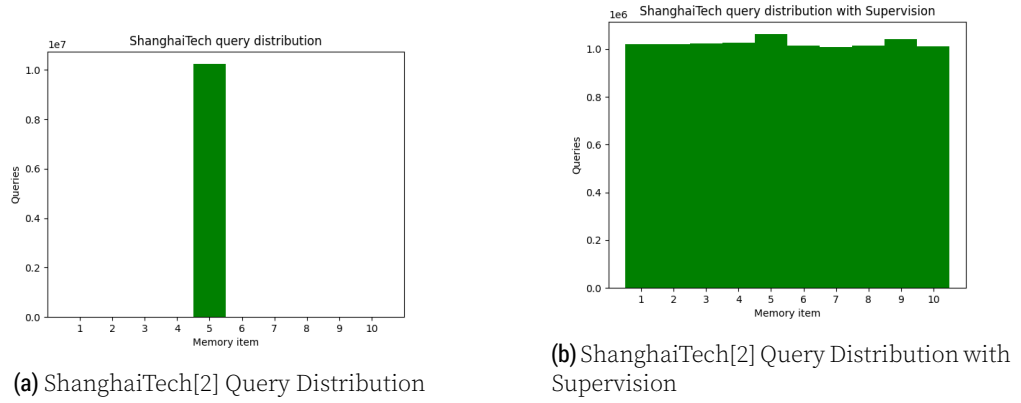 ShanghaiTech query distribution
1e7
1.0
0.8
0.6
0.4
0.2
0.0
Queries
1 2 3 4 5 6 7 8 9 10
Memory item
(a) ShanghaiTech[2] Query Distribution
ShanghaiTech query distribution with Supervision
1e6
1.0
0.8
0.6
0.4
0.2
0.0
Queries
1 2 3 4 5 6 7 8 9 10
Memory item
(b) ShanghaiTech[2] Query Distribution with
Supervision